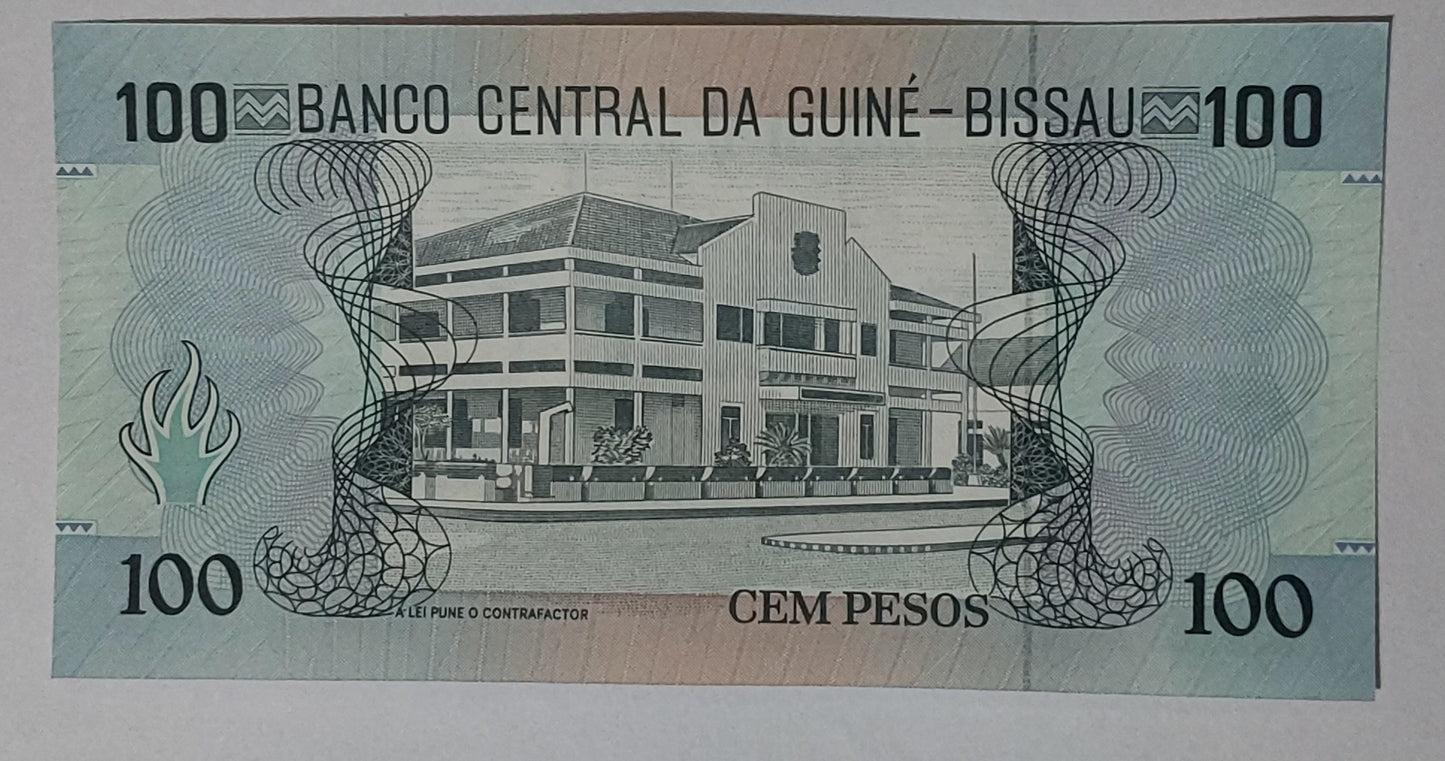 100 BANCO CENTRAL DA GUINÉ-BISSAU 100
100 A LEI PUNE O CONTRAFACTOR CEM PESOS 100